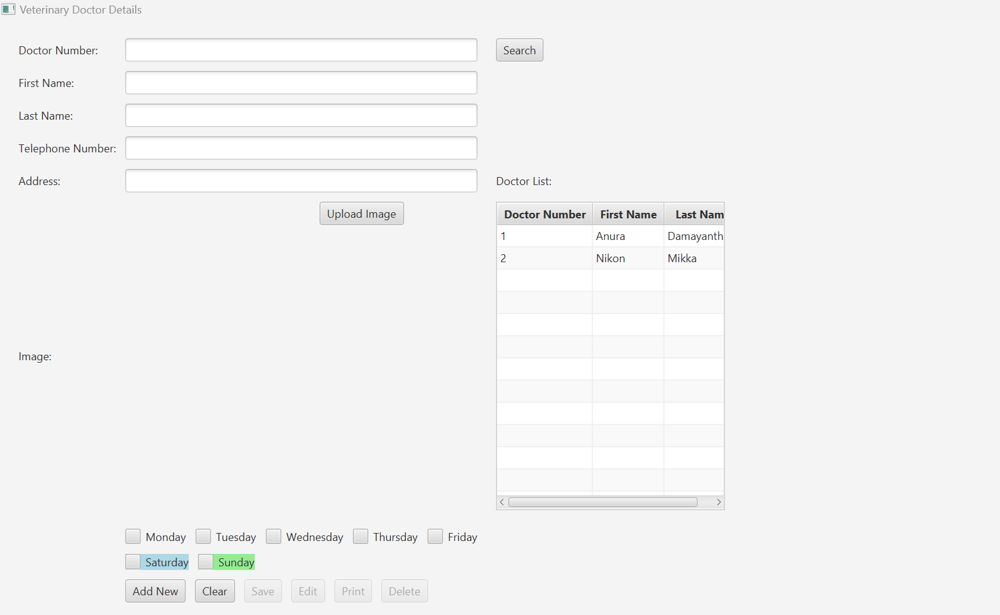 Veterinary Doctor Details
Doctor Number:
Search
First Name:
Last Name:
Telephone Number:
Address:
Doctor List:
Upload Image
Doctor Number First Name Last Nam
1 Anura Damayanth
2 Nikon Mikka
Image:
Monday Tuesday Wednesday Thursday Friday
Saturday Sunday
Add New Clear Save Edit Print Delete